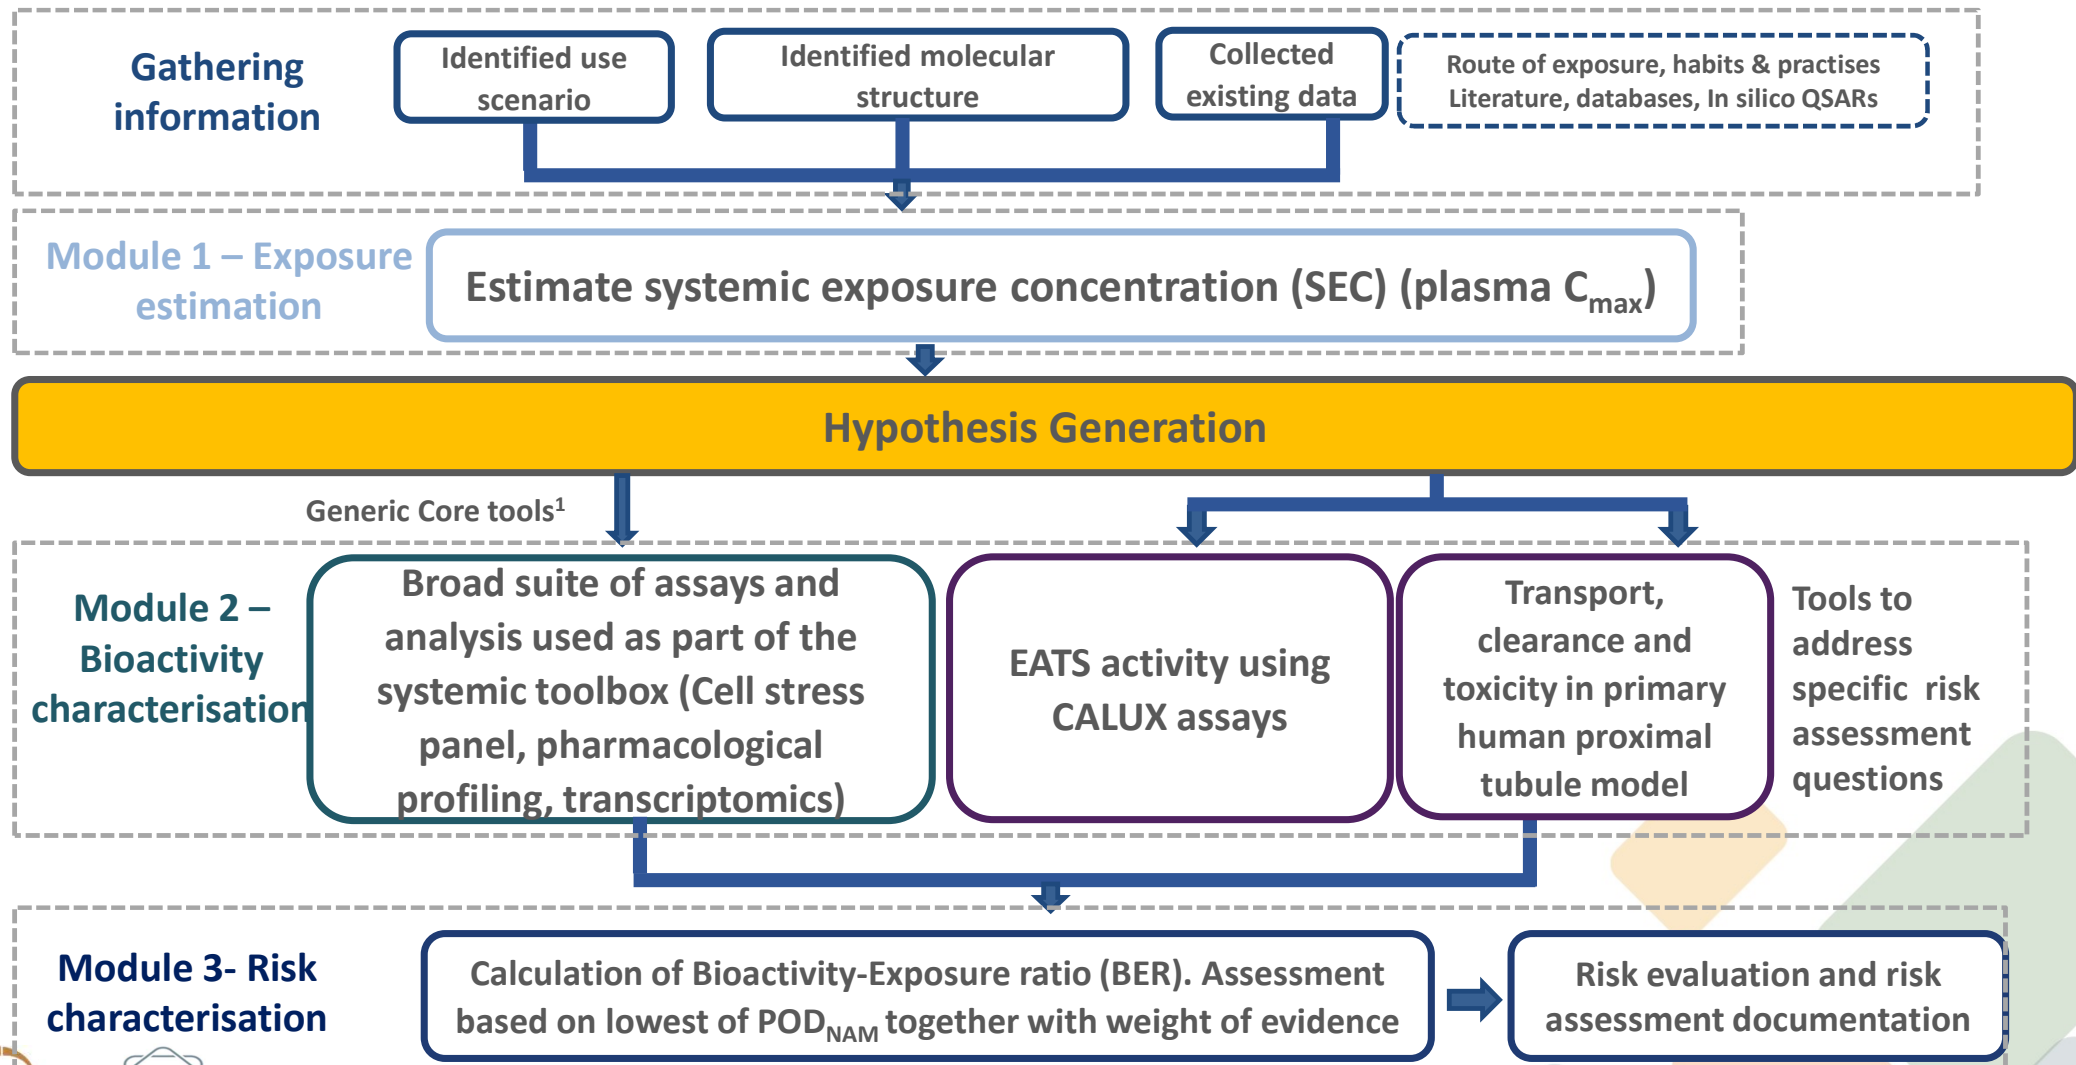 Gathering
information
Identified use
scenario
Identified molecular
structure
Collected
existing data
Route of exposure, habits & practises
Literature, databases, In silico QSARs
Module 1 – Exposure
estimation
Estimate systemic exposure concentration (SEC) (plasma Cmax)
Hypothesis Generation
Generic Core tools1
Module 2 –
Bioactivity
characterisation
Broad suite of assays and
analysis used as part of the
systemic toolbox (Cell stress
panel, pharmacological
profiling, transcriptomics)
EATS activity using
CALUX assays
Transport,
clearance and
toxicity in primary
human proximal
tubule model
Tools to
address
specific risk
assessment
questions
Module 3- Risk
characterisation
Calculation of Bioactivity-Exposure ratio (BER). Assessment
based on lowest of PODNAM together with weight of evidence
Risk evaluation and risk
assessment documentation